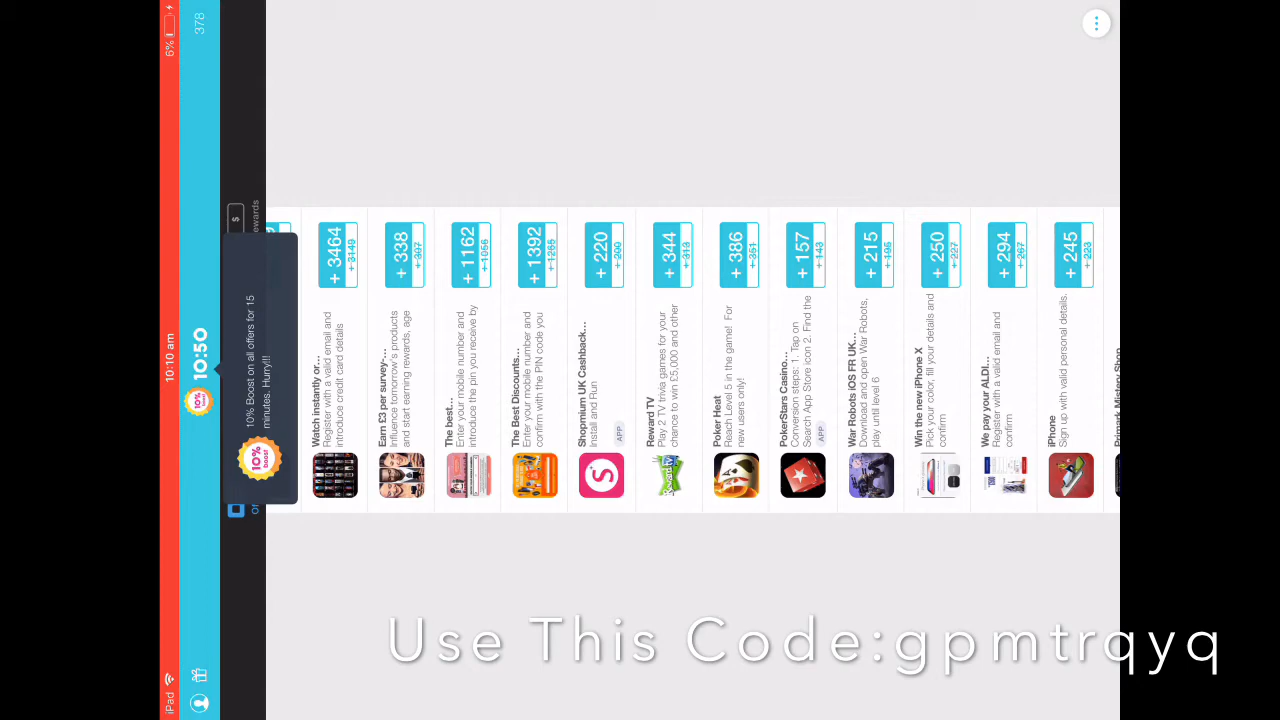 iPad
10:10 am
6%
10:50
378
10% Boost on all offers for 15
minutes. Hurry!!!
10%
boost
10%
boost
$
ewards
Watch instantly or...
Register with a valid email and
introduce credit card details
+ 3464
+3149
Earn £3 per survey-...
Influence tomorrow's products
and start earning rewards, age
+ 338
+307
The best...
Enter your mobile number and
introduce the pin you receive by
+ 1162
+1056
The Best Discounts...
Enter your mobile number and
confirm with the PIN code you
+ 1392
+1265
Shopmium UK Cashback...
Install and Run
APP
+ 220
+200
Reward TV
Play 2 TV trivia games for your
chance to win £5,000 and other
+ 344
+313
Poker Heat
Reach Level 5 in the game! For
new users only!
+ 386
+351
PokerStars Casino...
Conversion steps: 1. Tap on
Search App Store icon 2. Find the
APP
+ 157
+143
War Robots iOS FR UK...
Download and open War Robots,
play until level 6
+ 215
+195
Win the new iPhone X
Pick your color, fill your details and
confirm
+ 250
+227
We pay your ALDI...
Register with a valid email and
confirm
+ 294
+267
iPhone
Sign up with valid personal details.
+ 245
+223
Use This Code:gpmtrqyq